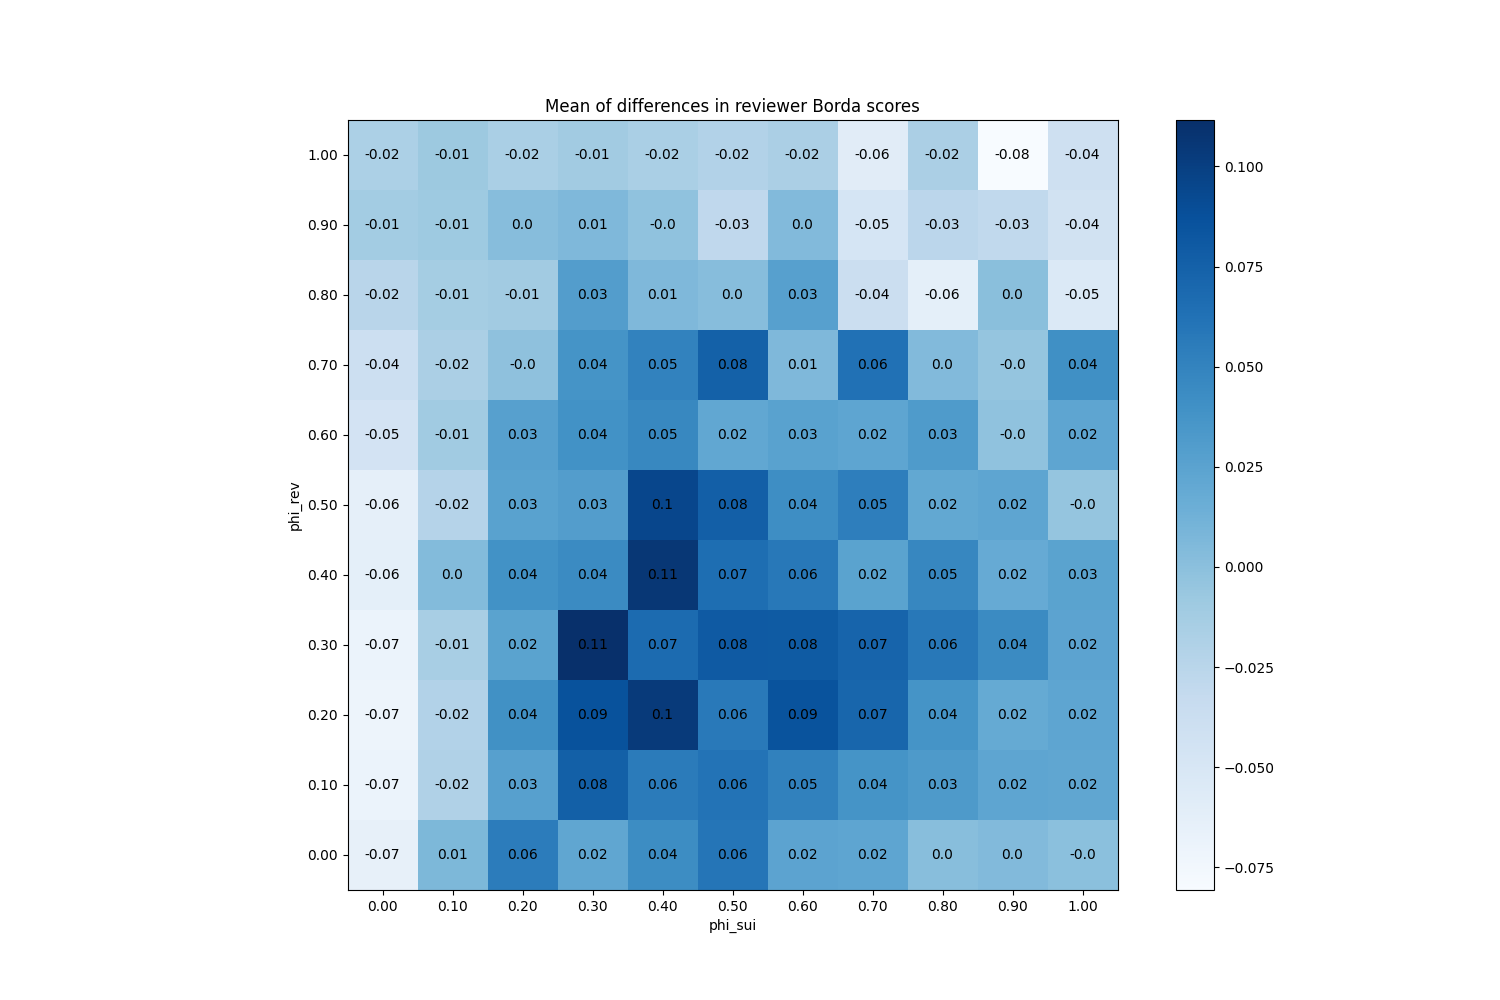 Mean of differences in reviewer Borda scores
1.00 -0.02 -0.01 -0.02 -0.01 -0.02 -0.02 -0.02 -0.06 -0.02 -0.08 -0.04
0.90 -0.01 -0.01 0.0 0.01 -0.0 -0.03 0.0 -0.05 -0.03 -0.03 -0.04
0.80 -0.02 -0.01 -0.01 0.03 0.01 0.0 0.03 -0.04 -0.06 0.0 -0.05
0.70 -0.04 -0.02 -0.0 0.04 0.05 0.08 0.01 0.06 0.0 -0.0 0.04
0.60 -0.05 -0.01 0.03 0.04 0.05 0.02 0.03 0.02 0.03 -0.0 0.02
0.50 -0.06 -0.02 0.03 0.03 0.1 0.08 0.04 0.05 0.02 0.02 -0.0
0.40 -0.06 0.0 0.04 0.04 0.11 0.07 0.06 0.02 0.05 0.02 0.03
0.30 -0.07 -0.01 0.02 0.11 0.07 0.08 0.08 0.07 0.06 0.04 0.02
0.20 -0.07 -0.02 0.04 0.09 0.1 0.06 0.09 0.07 0.04 0.02 0.02
0.10 -0.07 -0.02 0.03 0.08 0.06 0.06 0.05 0.04 0.03 0.02 0.02
0.00 -0.07 0.01 0.06 0.02 0.04 0.06 0.02 0.02 0.0 0.0 -0.0
0.00 0.10 0.20 0.30 0.40 0.50 0.60 0.70 0.80 0.90 1.00
phi_sui
phi_rev
0.100
0.075
0.050
0.025
0.000
−0.025
−0.050
−0.075